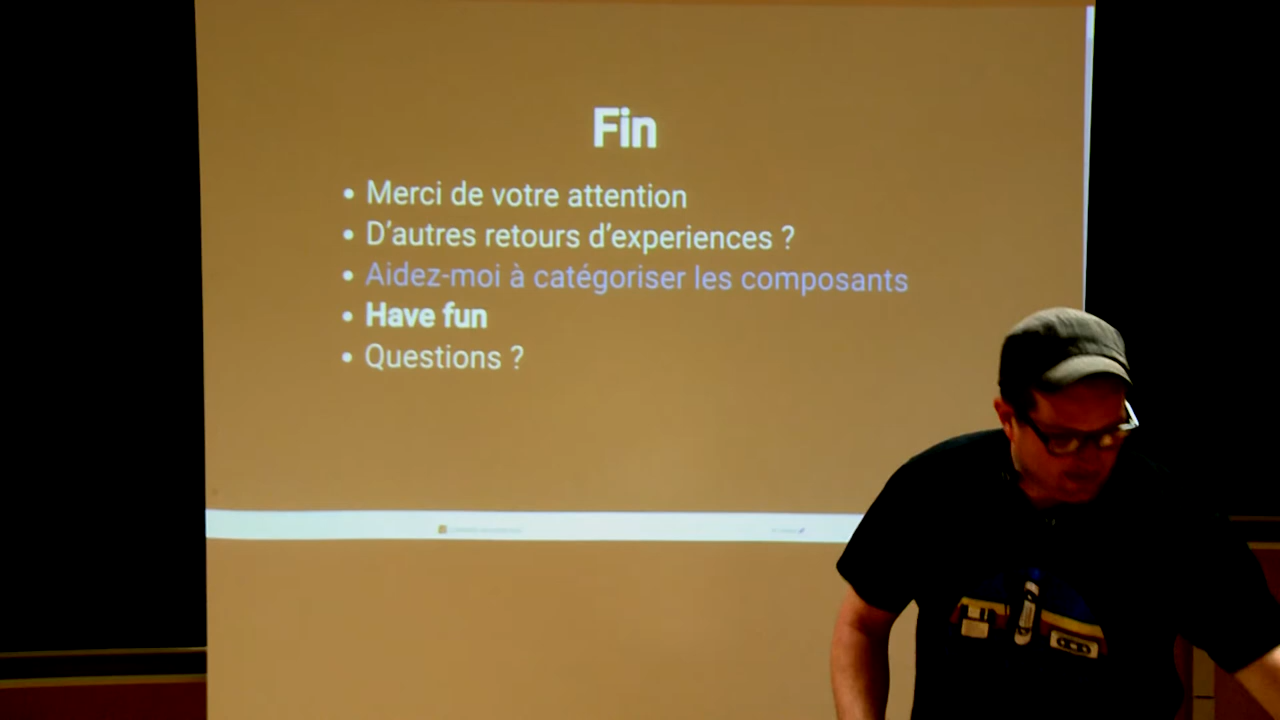 Fin
Merci de votre attention
D'autres retours d'experiences ?
Aidez-moi à catégoriser les composants
Have fun
Questions ?